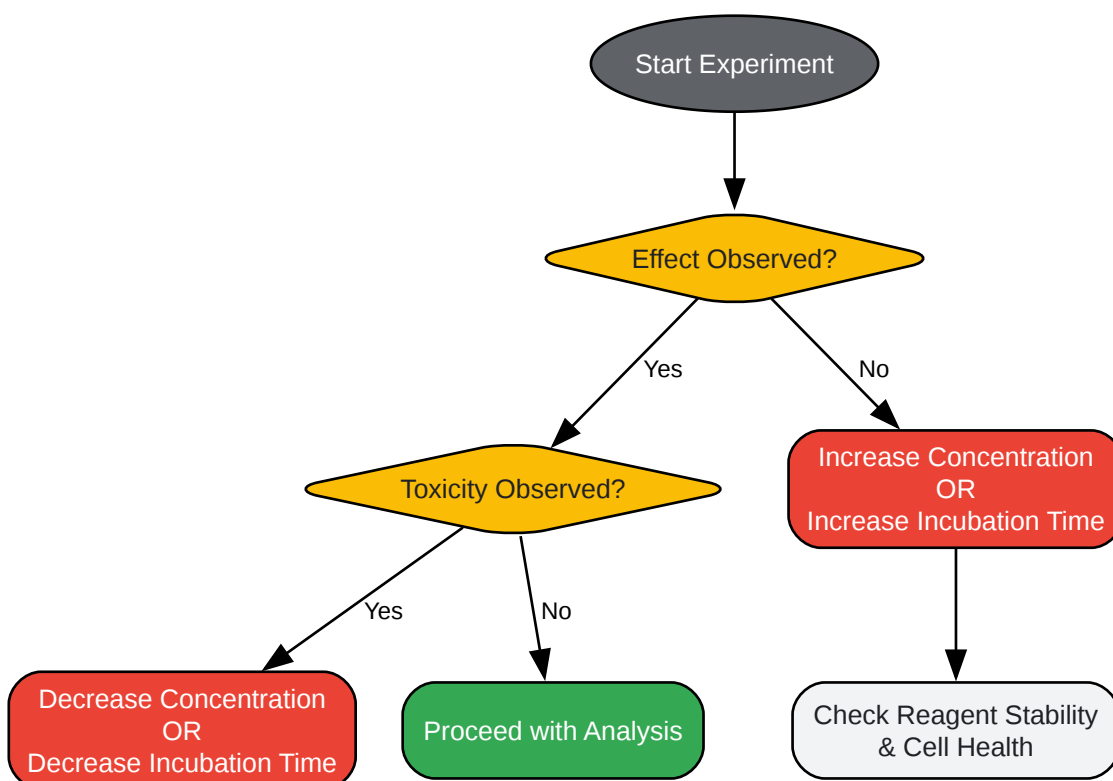 Start Experiment
Effect Observed?
Yes
No
Toxicity Observed?
Increase Concentration
OR
Increase Incubation Time
Yes
No
Decrease Concentration
OR
Decrease Incubation Time
Proceed with Analysis
Check Reagent Stability
& Cell Health